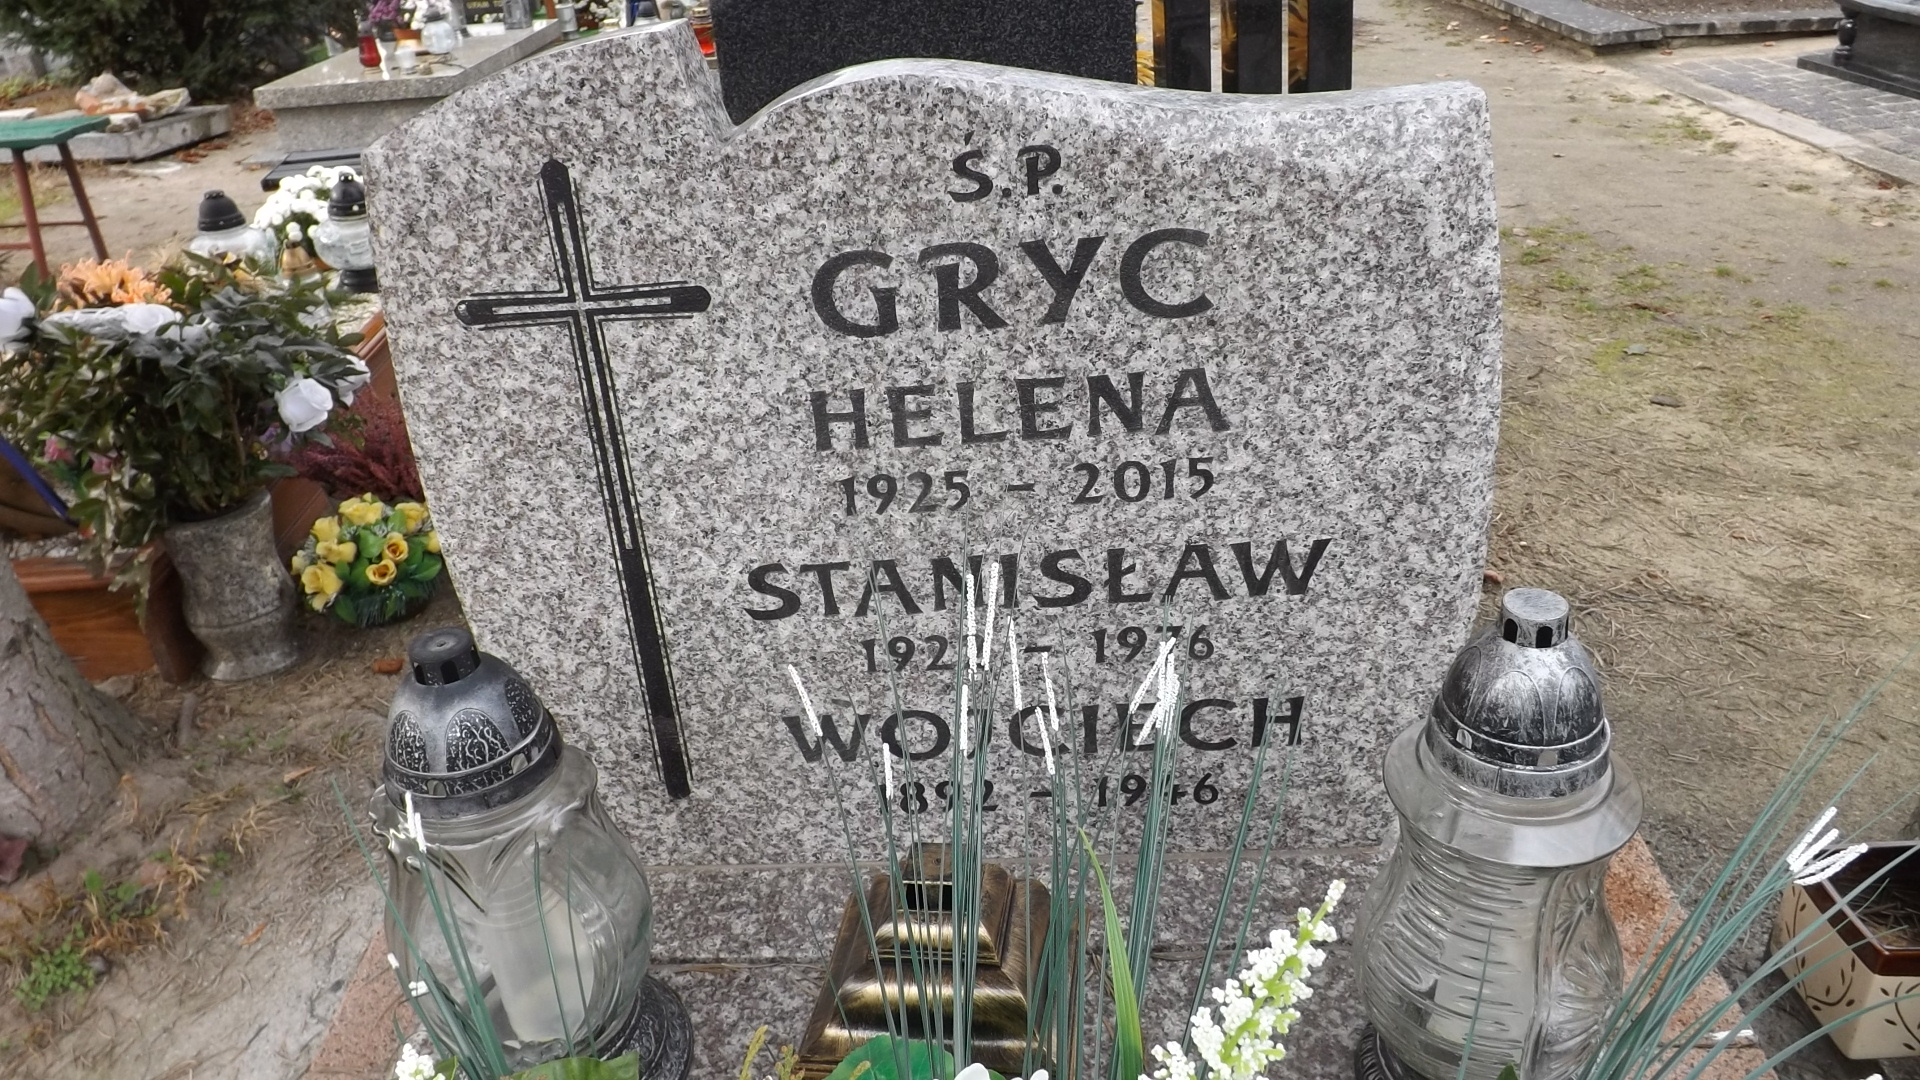 Ś.P.
GRYC
HELENA
1925 - 2015
STANISŁAW
- 1976
WOJCIECH
1892 - 1946